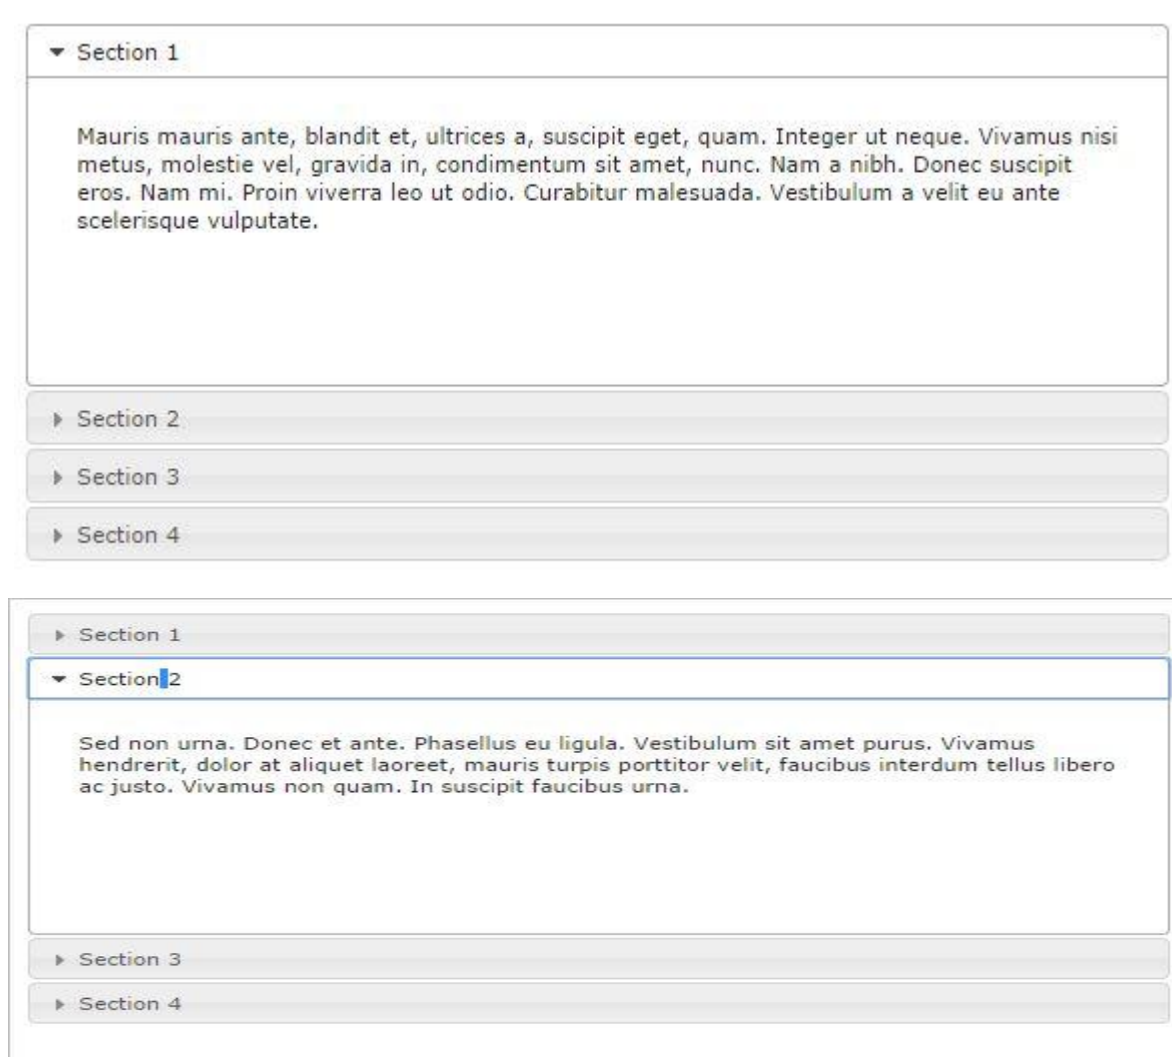 Section 1
Mauris mauris ante, blandit et, ultrices a, suscipit eget, quam. Integer ut neque. Vivamus nisi
metus, molestie vel, gravida in, condimentum sit amet, nunc. Nam a nibh. Donec suscipit
eros. Nam mi. Proin viverra leo ut odio. Curabitur malesuada. Vestibulum a velit eu ante
scelerisque vulputate.
Section 2
Section 3
Section 4
Section 1
Section 2
Sed non urna. Donec et ante. Phasellus eu ligula. Vestibulum sit amet purus. Vivamus
hendrerit, dolor at aliquet laoreet, mauris turpis porttitor velit, faucibus interdum tellus libero
ac justo. Vivamus non quam. In suscipit faucibus urna.
Section 3
Section 4